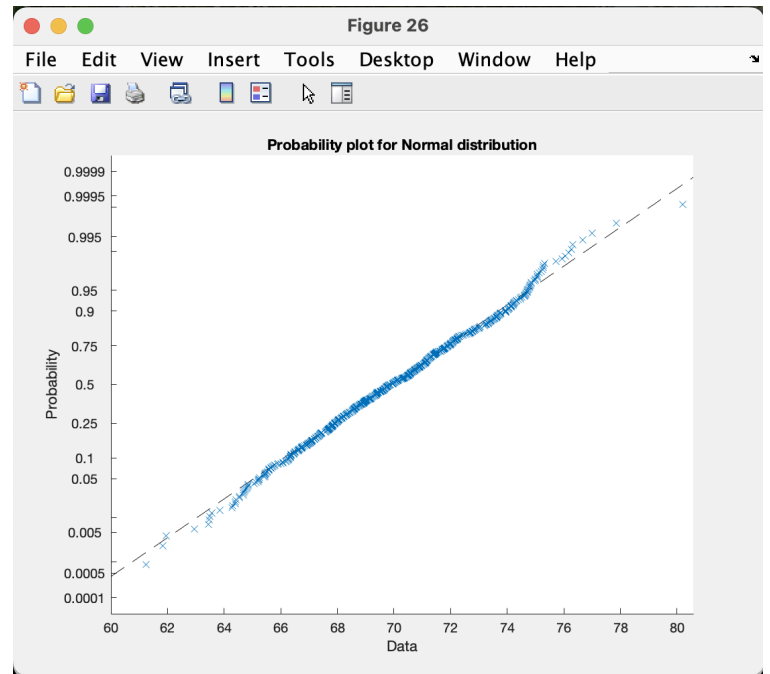 Figure 26
File Edit View Insert Tools Desktop Window Help
Probability plot for Normal distribution
0.9999
0.9995
0.995
0.95
0.9
0.75
0.5
0.25
0.1
0.05
0.005
0.0005
0.0001
Probability
60 62 64 66 68 70 72 74 76 78 80
Data